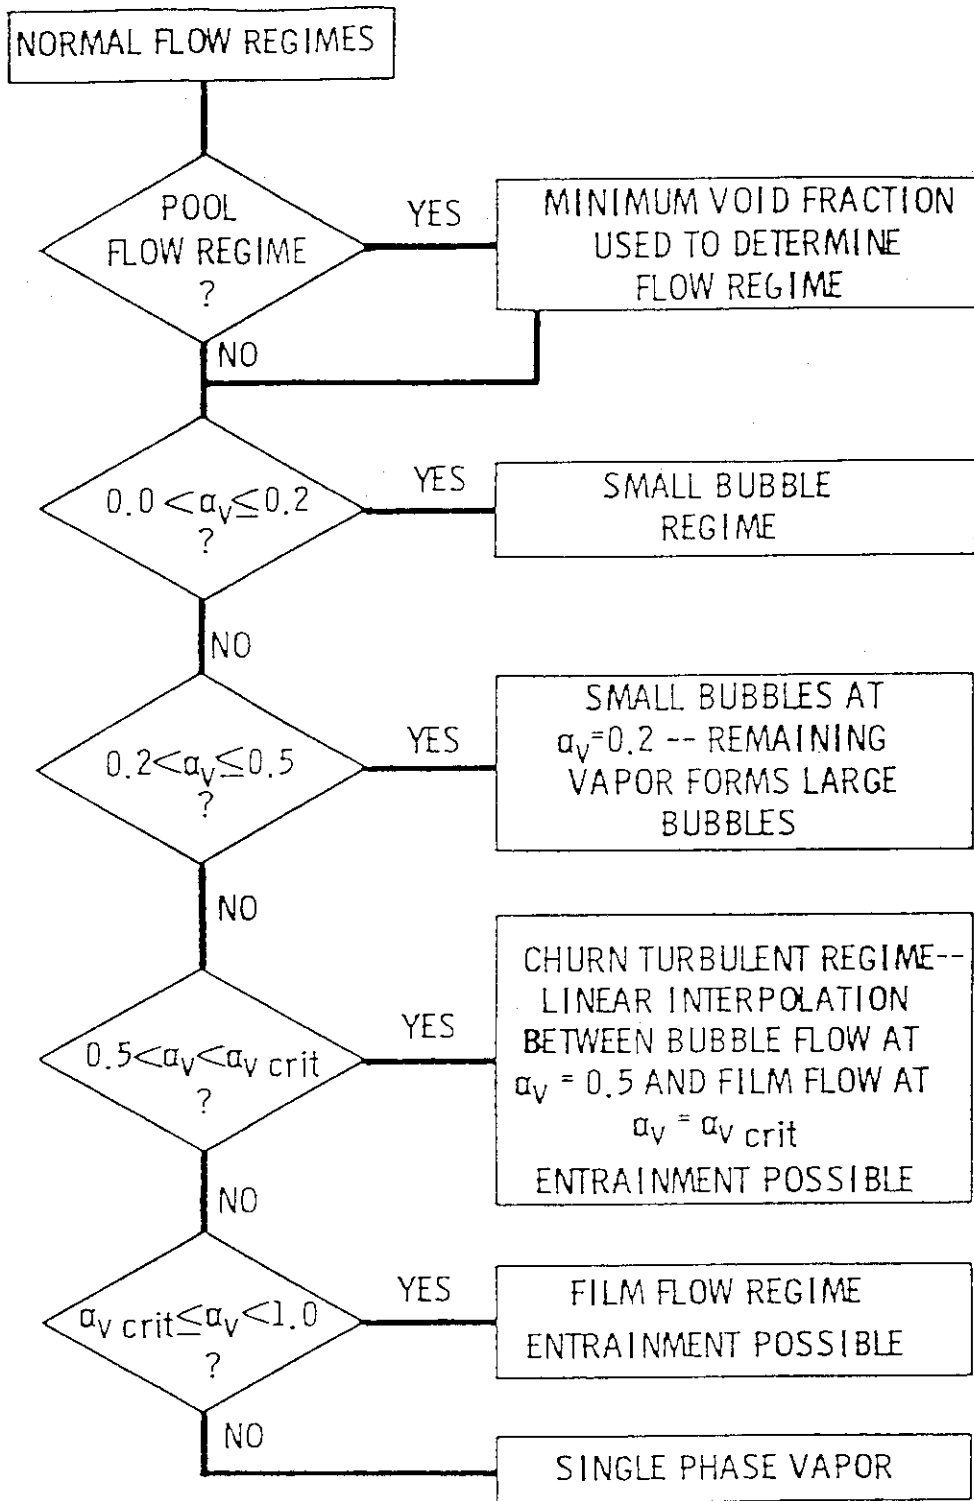 NORMAL FLOW REGIMES
POOL
FLOW REGIME
?
YES
MINIMUM VOID FRACTION
USED TO DETERMINE
FLOW REGIME
NO
0.0<αv≤0.2
?
YES
SMALL BUBBLE
REGIME
NO
0.2<αv≤0.5
?
YES
SMALL BUBBLES AT
αv=0.2 -- REMAINING
VAPOR FORMS LARGE
BUBBLES
NO
0.5<αv<αv crit
?
YES
CHURN TURBULENT REGIME--
LINEAR INTERPOLATION
BETWEEN BUBBLE FLOW AT
αv = 0.5 AND FILM FLOW AT
αv = αv crit
ENTRAINMENT POSSIBLE
NO
αv crit≤αv<1.0
?
YES
FILM FLOW REGIME
ENTRAINMENT POSSIBLE
NO
SINGLE PHASE VAPOR